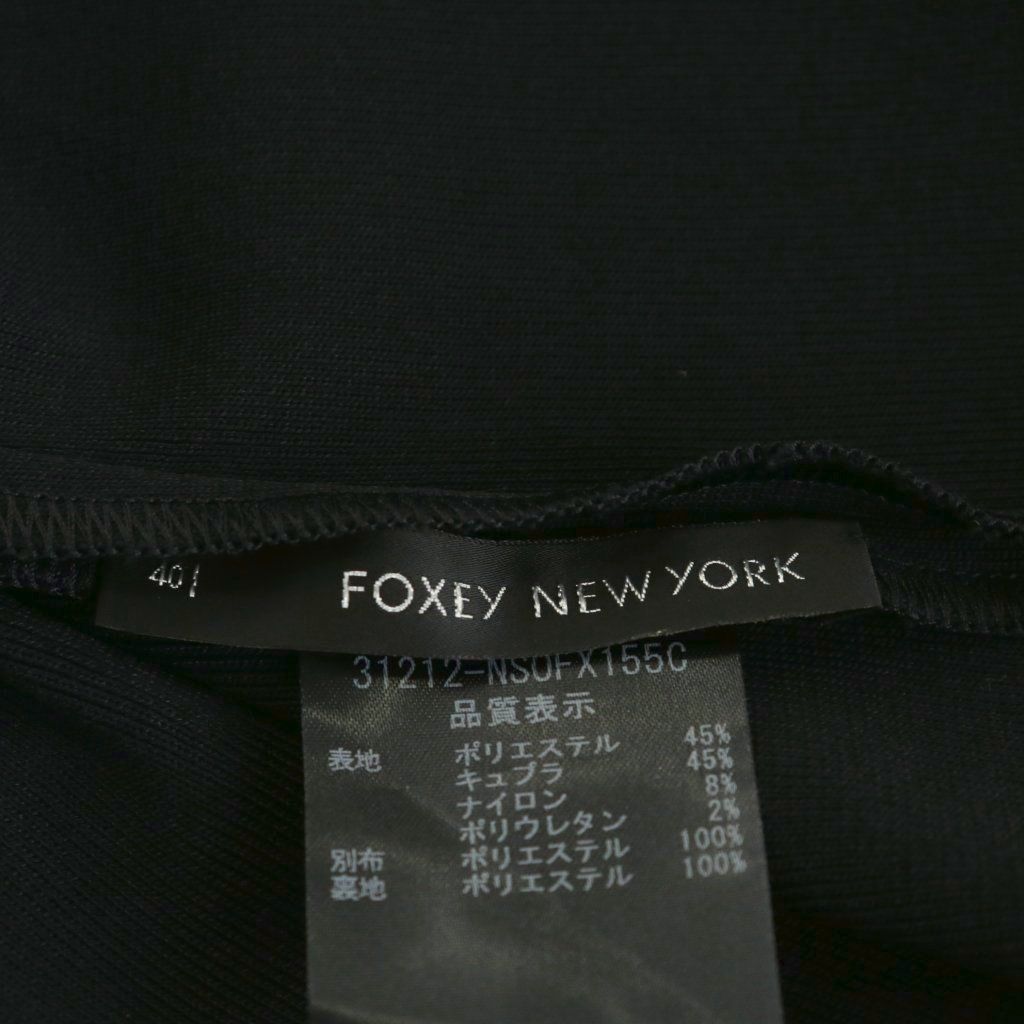 40
FOXEY NEW YORK
31212-NSOFX155C
品質表示
表地 ポリエステル 45%
キュプラ 45%
ナイロン 8%
ポリウレタン 2%
別布 ポリエステル 100%
裏地 ポリエステル 100%